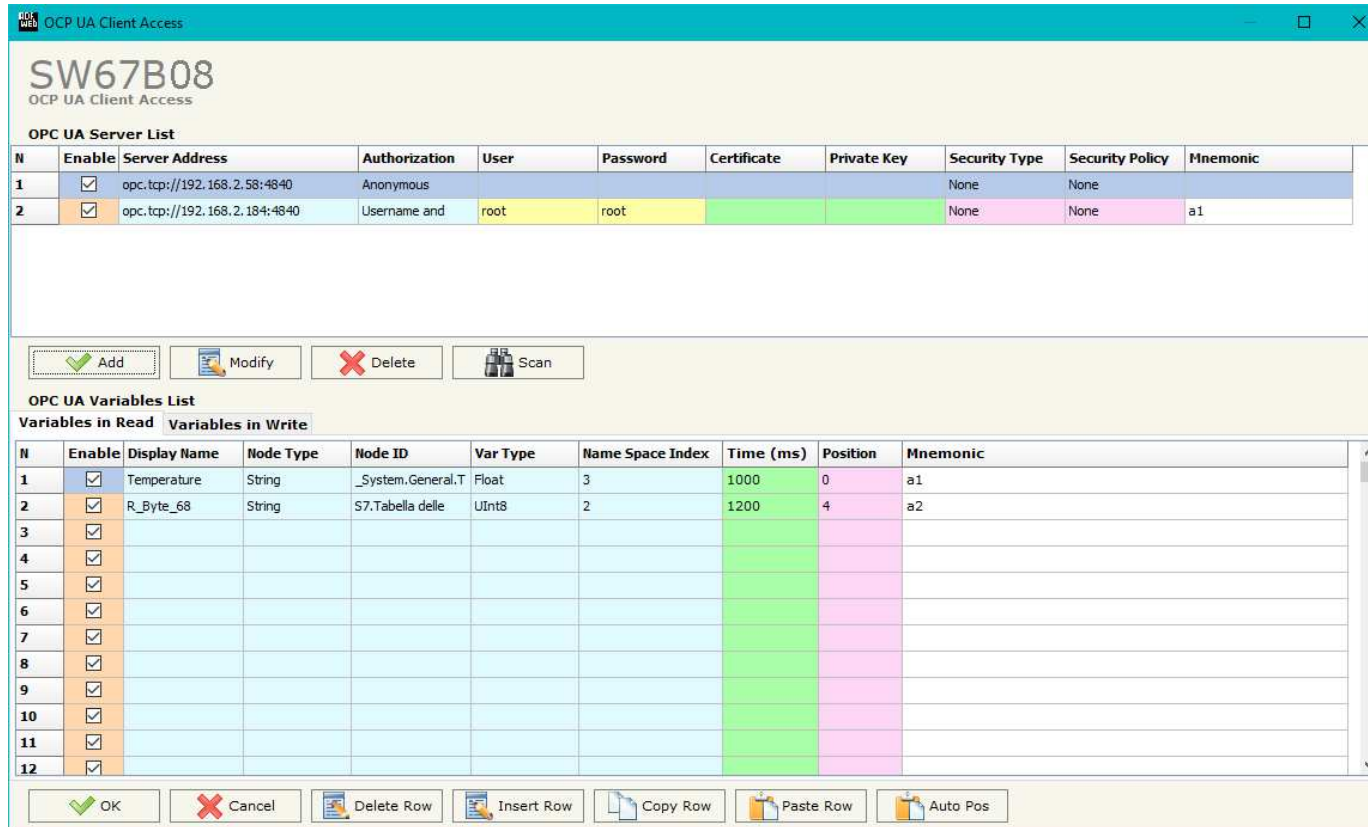 ADF WEB OCP UA Client Access
SW67B08
OCP UA Client Access
OPC UA Server List
N Enable Server Address Authorization User Password Certificate Private Key Security Type Security Policy Mnemonic
1 opc.tcp://192.168.2.58:4840 Anonymous None None
2 opc.tcp://192.168.2.184:4840 Username and root root None None a1
Add Modify Delete Scan
OPC UA Variables List
Variables in Read Variables in Write
N Enable Display Name Node Type Node ID Var Type Name Space Index Time (ms) Position Mnemonic
1 Temperature String _System.General.T Float 3 1000 0 a1
2 R_Byte_68 String S7.Tabella delle UInt8 2 1200 4 a2
3
4
5
6
7
8
9
10
11
12
OK Cancel Delete Row Insert Row Copy Row Paste Row Auto Pos